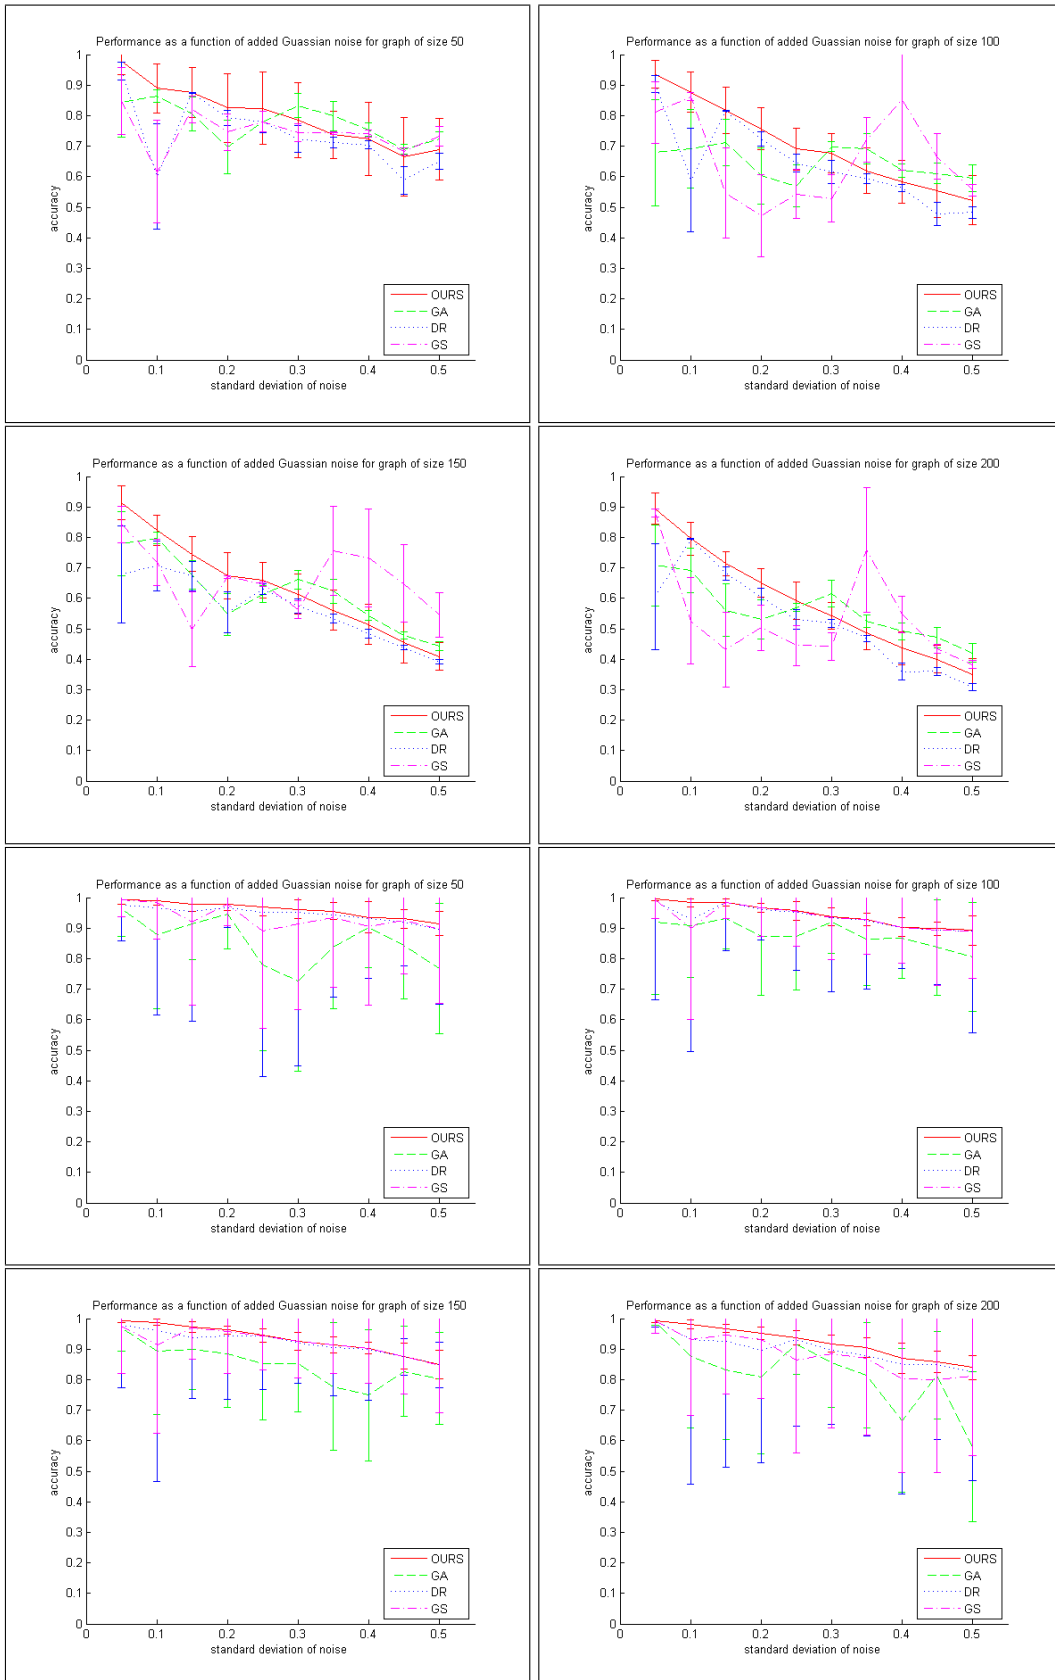 Performance as a function of added Guassian noise for graph of size 50
1
0.9
0.8
0.7
0.6
0.5
0.4
0.3
0.2
0.1
0
accuracy
OURS
GA
DR
GS
0 0.1 0.2 0.3 0.4 0.5
standard deviation of noise
Performance as a function of added Guassian noise for graph of size 100
1
0.9
0.8
0.7
0.6
0.5
0.4
0.3
0.2
0.1
0
accuracy
OURS
GA
DR
GS
0 0.1 0.2 0.3 0.4 0.5
standard deviation of noise
Performance as a function of added Guassian noise for graph of size 150
1
0.9
0.8
0.7
0.6
0.5
0.4
0.3
0.2
0.1
0
accuracy
OURS
GA
DR
GS
0 0.1 0.2 0.3 0.4 0.5
standard deviation of noise
Performance as a function of added Guassian noise for graph of size 200
1
0.9
0.8
0.7
0.6
0.5
0.4
0.3
0.2
0.1
0
accuracy
OURS
GA
DR
GS
0 0.1 0.2 0.3 0.4 0.5
standard deviation of noise
Performance as a function of added Guassian noise for graph of size 50
1
0.9
0.8
0.7
0.6
0.5
0.4
0.3
0.2
0.1
0
accuracy
OURS
GA
DR
GS
0 0.1 0.2 0.3 0.4 0.5
standard deviation of noise
Performance as a function of added Guassian noise for graph of size 100
1
0.9
0.8
0.7
0.6
0.5
0.4
0.3
0.2
0.1
0
accuracy
OURS
GA
DR
GS
0 0.1 0.2 0.3 0.4 0.5
standard deviation of noise
Performance as a function of added Guassian noise for graph of size 150
1
0.9
0.8
0.7
0.6
0.5
0.4
0.3
0.2
0.1
0
accuracy
OURS
GA
DR
GS
0 0.1 0.2 0.3 0.4 0.5
standard deviation of noise
Performance as a function of added Guassian noise for graph of size 200
1
0.9
0.8
0.7
0.6
0.5
0.4
0.3
0.2
0.1
0
accuracy
OURS
GA
DR
GS
0 0.1 0.2 0.3 0.4 0.5
standard deviation of noise